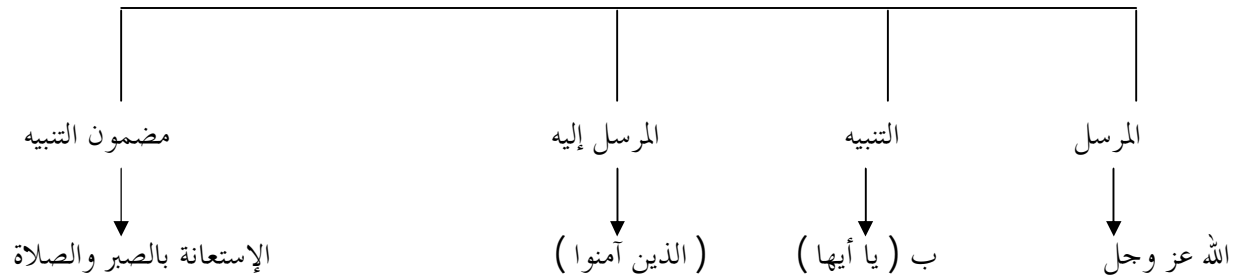 المرسل التنبيه المرسل إليه مضمون التنبيه
الله عز وجل ب ( يا أيها ) ( الذين آمنوا ) الإستعانة بالصبر والصلاة